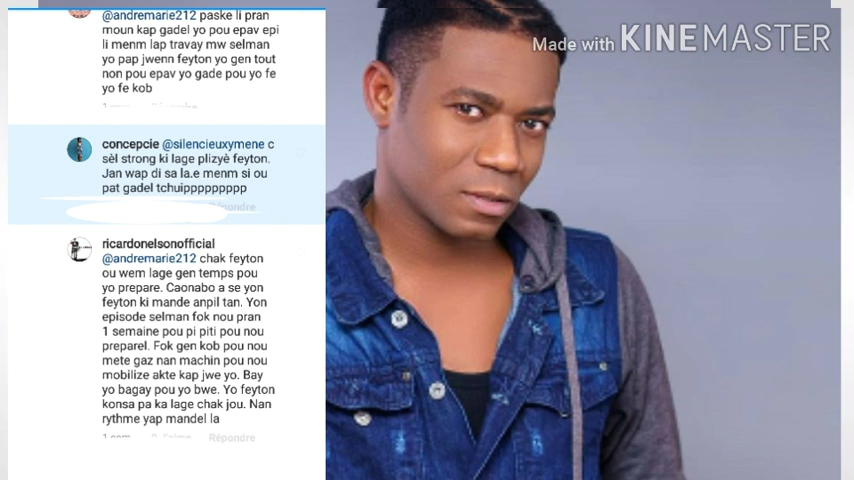 @andremarie212 paske li pran
moun kap gadel yo pou epav epi
li menm lap travay mw selman
yo pap jwenn feyton yo gen tout
non pou epav yo gade pou yo fe
yo fe kob
Made with KINEMASTER
concepcie @silencieuxymene c
sèl strong ki lage plizyè feyton.
Jan wap di sa la.e menm si ou
pat gadel tchuippppppppp
Répondre
ricardonelsonofficial
@andremarie212 chak feyton
ou wem lage gen temps pou
yo prepare. Caonabo a se yon
feyton ki mande anpil tan. Yon
episode selman fok nou pran
1 semaine pou pi piti pou nou
preparel. Fok gen kob pou nou
mete gaz nan machin pou nou
mobilize akte kap jwe yo. Bay
yo bagay pou yo bwe. Yo feyton
konsa pa ka lage chak jou. Nan
rythme yap mandel la
Répondre